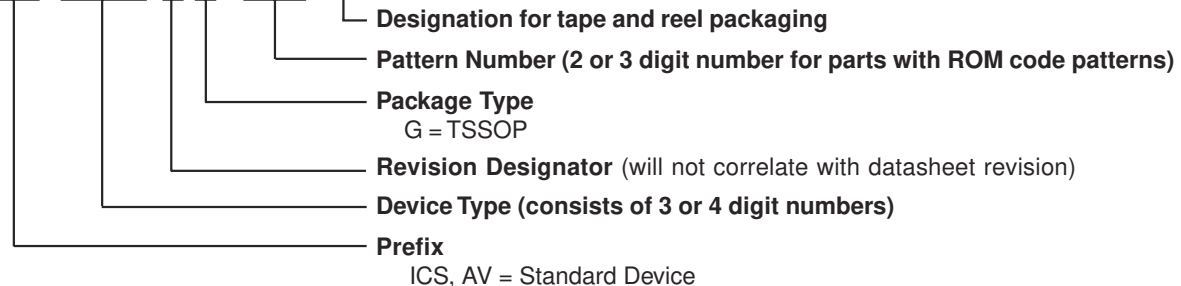 Designation for tape and reel packaging
Pattern Number (2 or 3 digit number for parts with ROM code patterns)
Package Type
G = TSSOP
Revision Designator (will not correlate with datasheet revision)
Device Type (consists of 3 or 4 digit numbers)
Prefix
ICS, AV = Standard Device